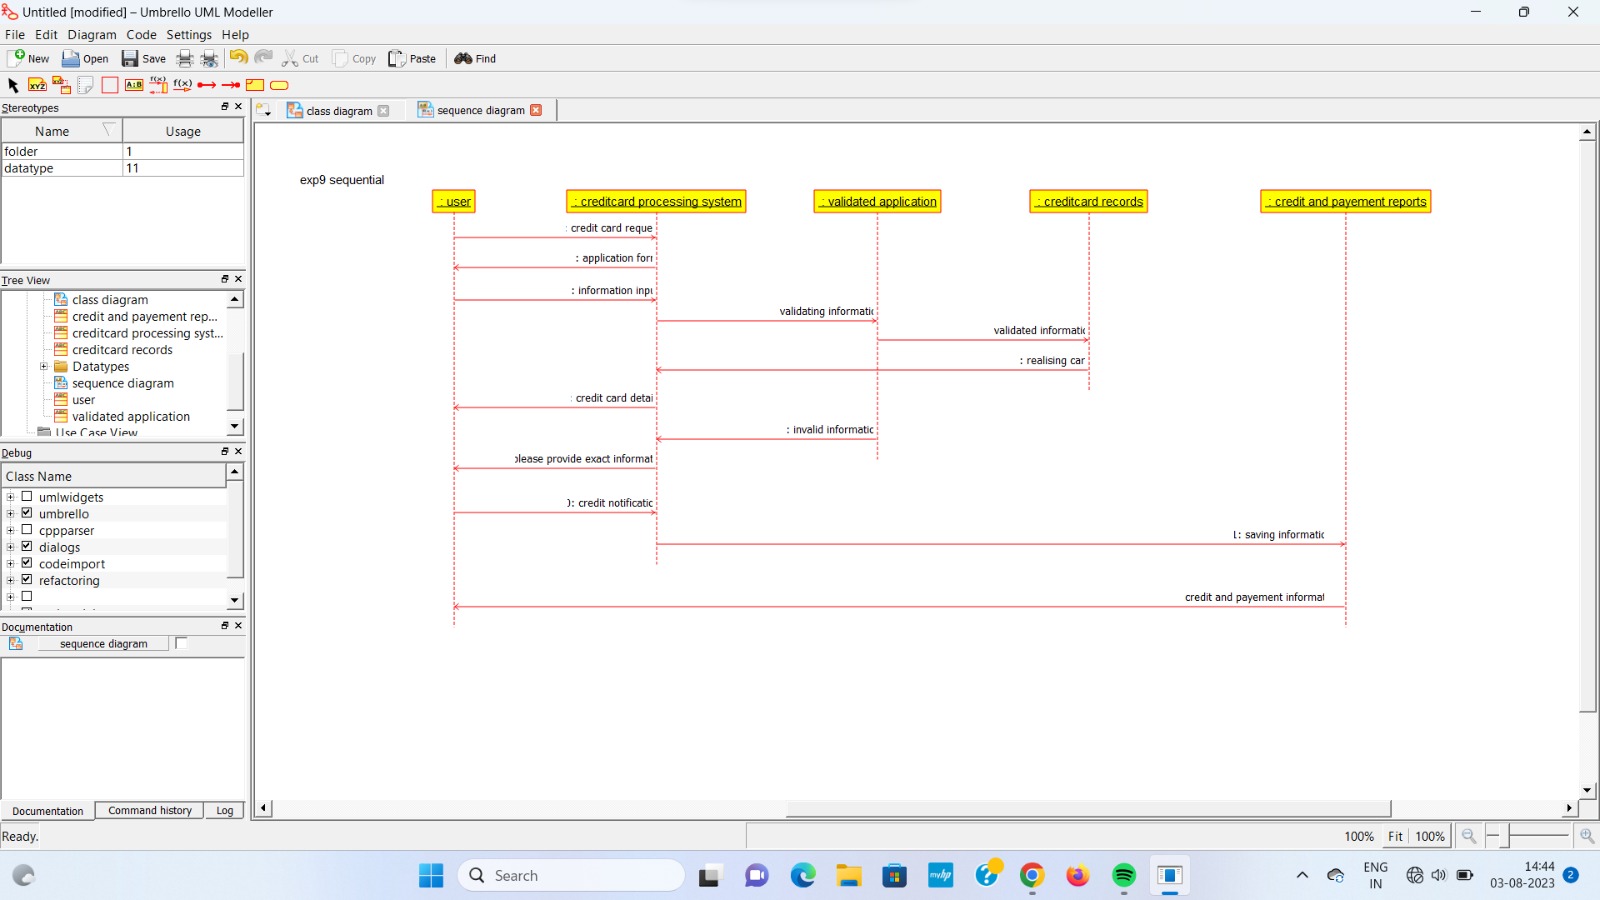 Untitled [modified] – Umbrello UML Modeller
File Edit Diagram Code Settings Help
New Open Save Cut Copy Paste Find
XYZ A↓B f(x) f(x)
Stereotypes
Name Usage
folder 1
datatype 11
Tree View
class diagram
credit and payement rep...
creditcard processing syst...
creditcard records
Datatypes
sequence diagram
user
validated application
Use Case View
Debug
Class Name
umlwidgets
umbrello
cppparser
dialogs
codeimport
refactoring
Documentation
sequence diagram
Documentation Command history Log
class diagram sequence diagram
exp9 sequential
: user : creditcard processing system : validated application : creditcard records : credit and payement reports
: credit card reque
: application forr
: information inpu
validating informatic
validated informatic
: realising car
: credit card detai
: invalid informatic
please provide exact informat
): credit notificatic
1: saving informatic
credit and payement informat
Ready.
100% Fit 100%
Search
myhp
ENG
IN
14:44
03-08-2023
2